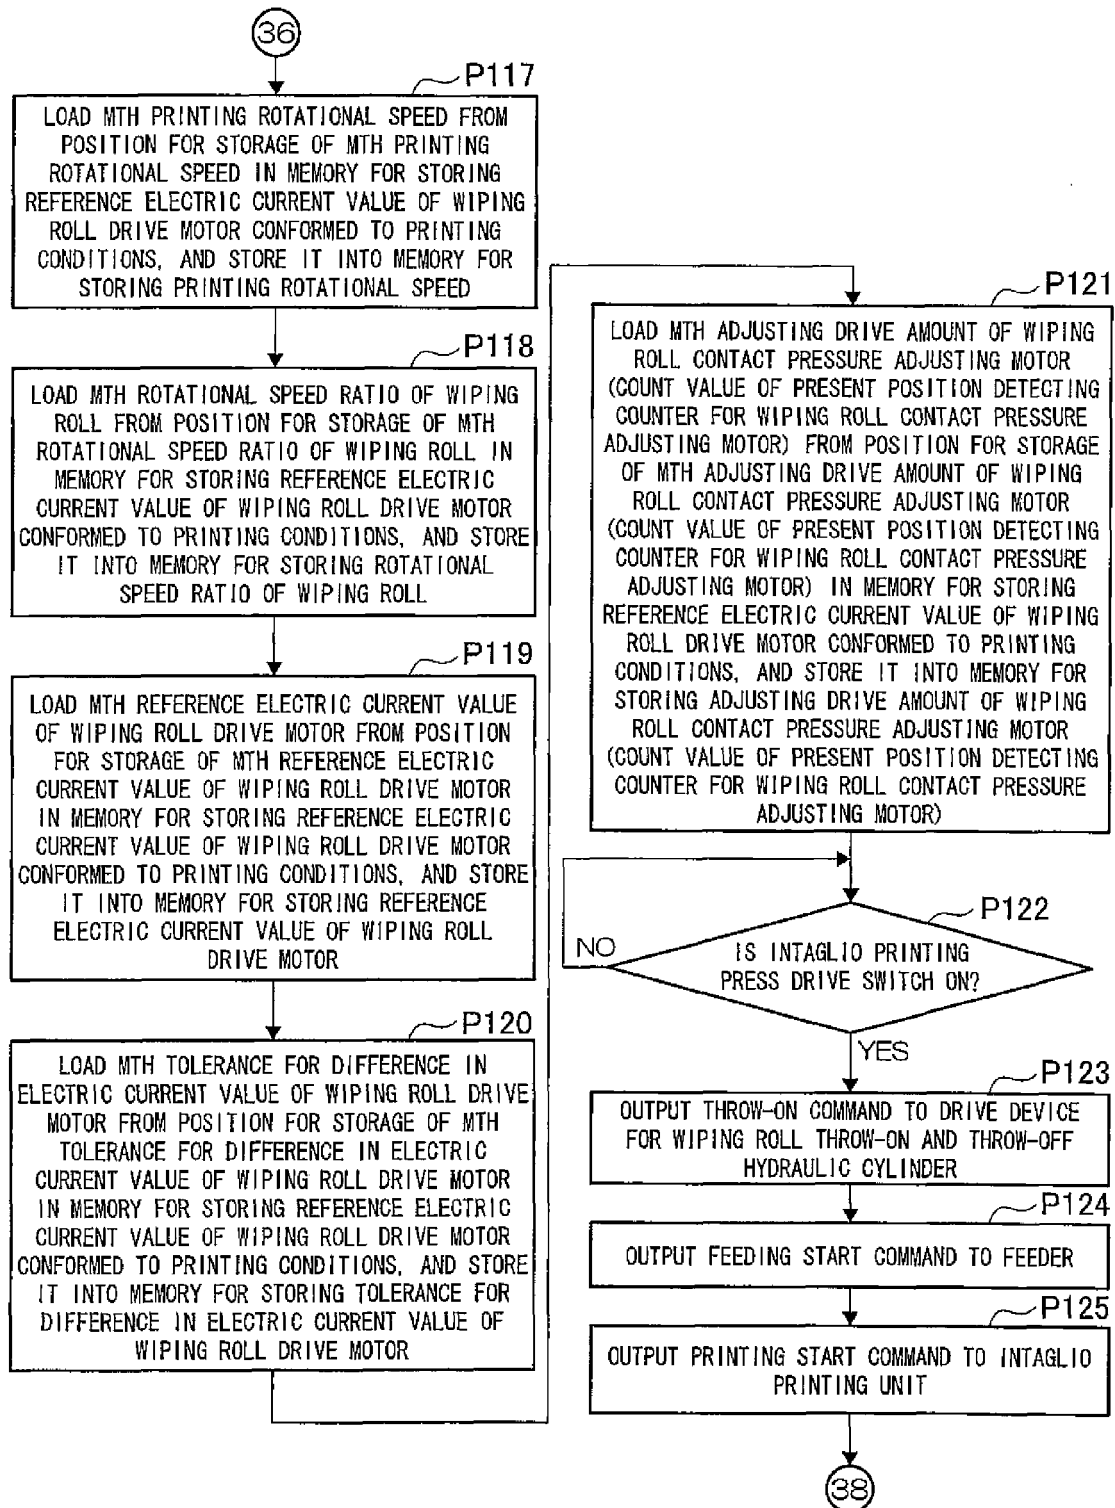 36
P117
LOAD MTH PRINTING ROTATIONAL SPEED FROM
POSITION FOR STORAGE OF MTH PRINTING
ROTATIONAL SPEED IN MEMORY FOR STORING
REFERENCE ELECTRIC CURRENT VALUE OF WIPING
ROLL DRIVE MOTOR CONFORMED TO PRINTING
CONDITIONS, AND STORE IT INTO MEMORY FOR
STORING PRINTING ROTATIONAL SPEED
P118
LOAD MTH ROTATIONAL SPEED RATIO OF WIPING
ROLL FROM POSITION FOR STORAGE OF MTH
ROTATIONAL SPEED RATIO OF WIPING ROLL IN
MEMORY FOR STORING REFERENCE ELECTRIC
CURRENT VALUE OF WIPING ROLL DRIVE MOTOR
CONFORMED TO PRINTING CONDITIONS, AND STORE
IT INTO MEMORY FOR STORING ROTATIONAL
SPEED RATIO OF WIPING ROLL
P119
LOAD MTH REFERENCE ELECTRIC CURRENT VALUE
OF WIPING ROLL DRIVE MOTOR FROM POSITION
FOR STORAGE OF MTH REFERENCE ELECTRIC
CURRENT VALUE OF WIPING ROLL DRIVE MOTOR
IN MEMORY FOR STORING REFERENCE ELECTRIC
CURRENT VALUE OF WIPING ROLL DRIVE MOTOR
CONFORMED TO PRINTING CONDITIONS, AND STORE
IT INTO MEMORY FOR STORING REFERENCE
ELECTRIC CURRENT VALUE OF WIPING ROLL
DRIVE MOTOR
P120
LOAD MTH TOLERANCE FOR DIFFERENCE IN
ELECTRIC CURRENT VALUE OF WIPING ROLL DRIVE
MOTOR FROM POSITION FOR STORAGE OF MTH
TOLERANCE FOR DIFFERENCE IN ELECTRIC
CURRENT VALUE OF WIPING ROLL DRIVE MOTOR
IN MEMORY FOR STORING REFERENCE ELECTRIC
CURRENT VALUE OF WIPING ROLL DRIVE MOTOR
CONFORMED TO PRINTING CONDITIONS, AND STORE
IT INTO MEMORY FOR STORING TOLERANCE FOR
DIFFERENCE IN ELECTRIC CURRENT VALUE OF
WIPING ROLL DRIVE MOTOR
P121
LOAD MTH ADJUSTING DRIVE AMOUNT OF WIPING
ROLL CONTACT PRESSURE ADJUSTING MOTOR
(COUNT VALUE OF PRESENT POSITION DETECTING
COUNTER FOR WIPING ROLL CONTACT PRESSURE
ADJUSTING MOTOR) FROM POSITION FOR STORAGE
OF MTH ADJUSTING DRIVE AMOUNT OF WIPING
ROLL CONTACT PRESSURE ADJUSTING MOTOR
(COUNT VALUE OF PRESENT POSITION DETECTING
COUNTER FOR WIPING ROLL CONTACT PRESSURE
ADJUSTING MOTOR) IN MEMORY FOR STORING
REFERENCE ELECTRIC CURRENT VALUE OF WIPING
ROLL DRIVE MOTOR CONFORMED TO PRINTING
CONDITIONS, AND STORE IT INTO MEMORY FOR
STORING ADJUSTING DRIVE AMOUNT OF WIPING
ROLL CONTACT PRESSURE ADJUSTING MOTOR
(COUNT VALUE OF PRESENT POSITION DETECTING
COUNTER FOR WIPING ROLL CONTACT PRESSURE
ADJUSTING MOTOR)
P122
NO
IS INTAGLIO PRINTING
PRESS DRIVE SWITCH ON?
YES
P123
OUTPUT THROW-ON COMMAND TO DRIVE DEVICE
FOR WIPING ROLL THROW-ON AND THROW-OFF
HYDRAULIC CYLINDER
P124
OUTPUT FEEDING START COMMAND TO FEEDER
P125
OUTPUT PRINTING START COMMAND TO INTAGLIO
PRINTING UNIT
38